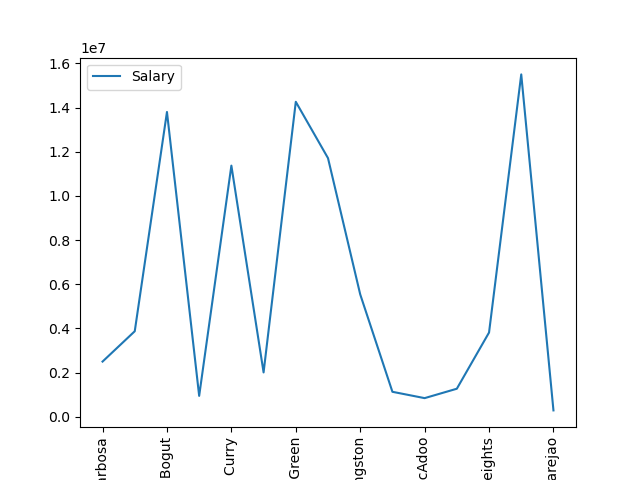 1e7
Salary
1.6
1.4
1.2
1.0
0.8
0.6
0.4
0.2
0.0
arbosa
Bogut
Curry
Green
ngston
cAdoo
eights
arejao